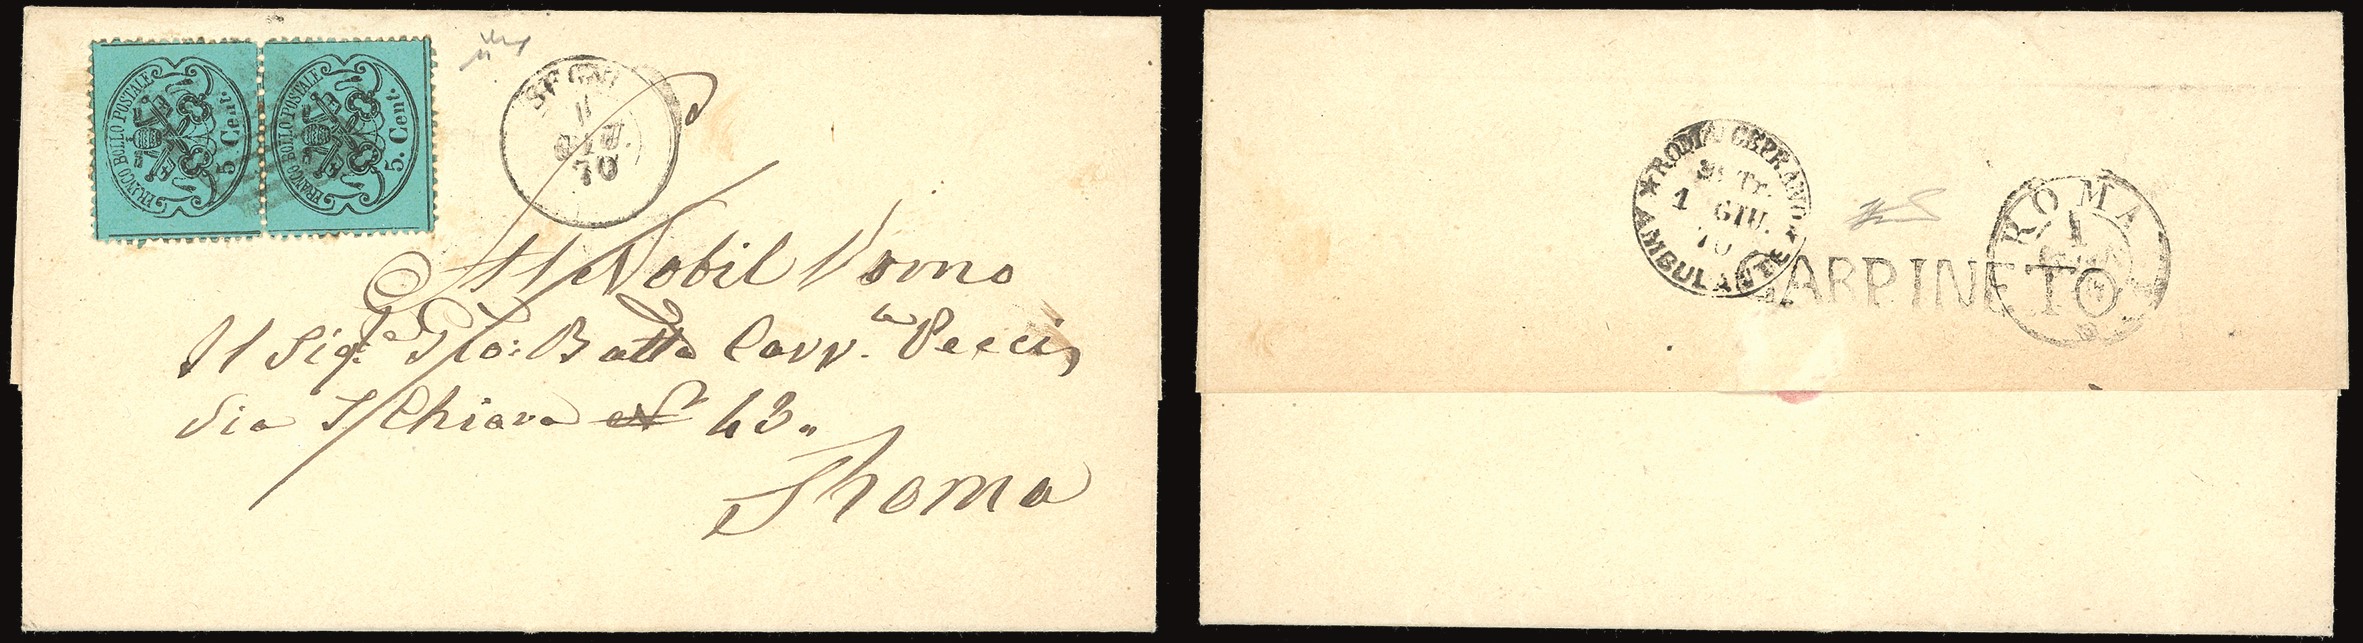 FRANCO BOLLO POSTALE
5. Cent.
FRANCO BOLLO POSTALE
5. Cent.
SEGNI
GIU.
70
Al Nobil Uomo
Il Sig.e Gio: Batta Cavv. Pecci
Via S Chiara N 43.
Roma
ROMA CEPRANO
1 GIU.
70
AMBULANTE
CARPINETO
ROMA
1